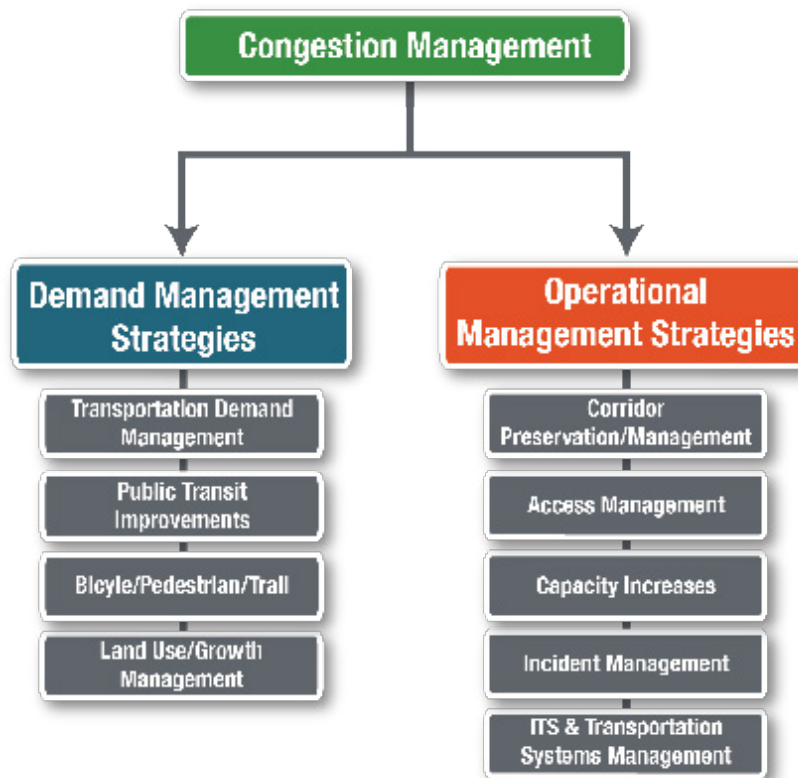 Congestion Management
Demand Management
Strategies
Transportation Demand
Management
Public Transit
Improvements
Bicyle/Pedestrian/Trail
Land Use/Growth
Management
Operational
Management Strategies
Corridor
Preservation/Management
Access Management
Capacity Increases
Incident Management
ITS & Transportation
Systems Management